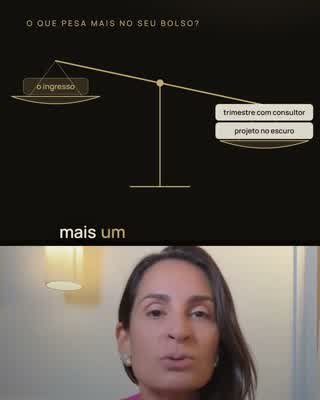 O QUE PESA MAIS NO SEU BOLSO?
o ingresso
trimestre com consultor
projeto no escuro
mais um